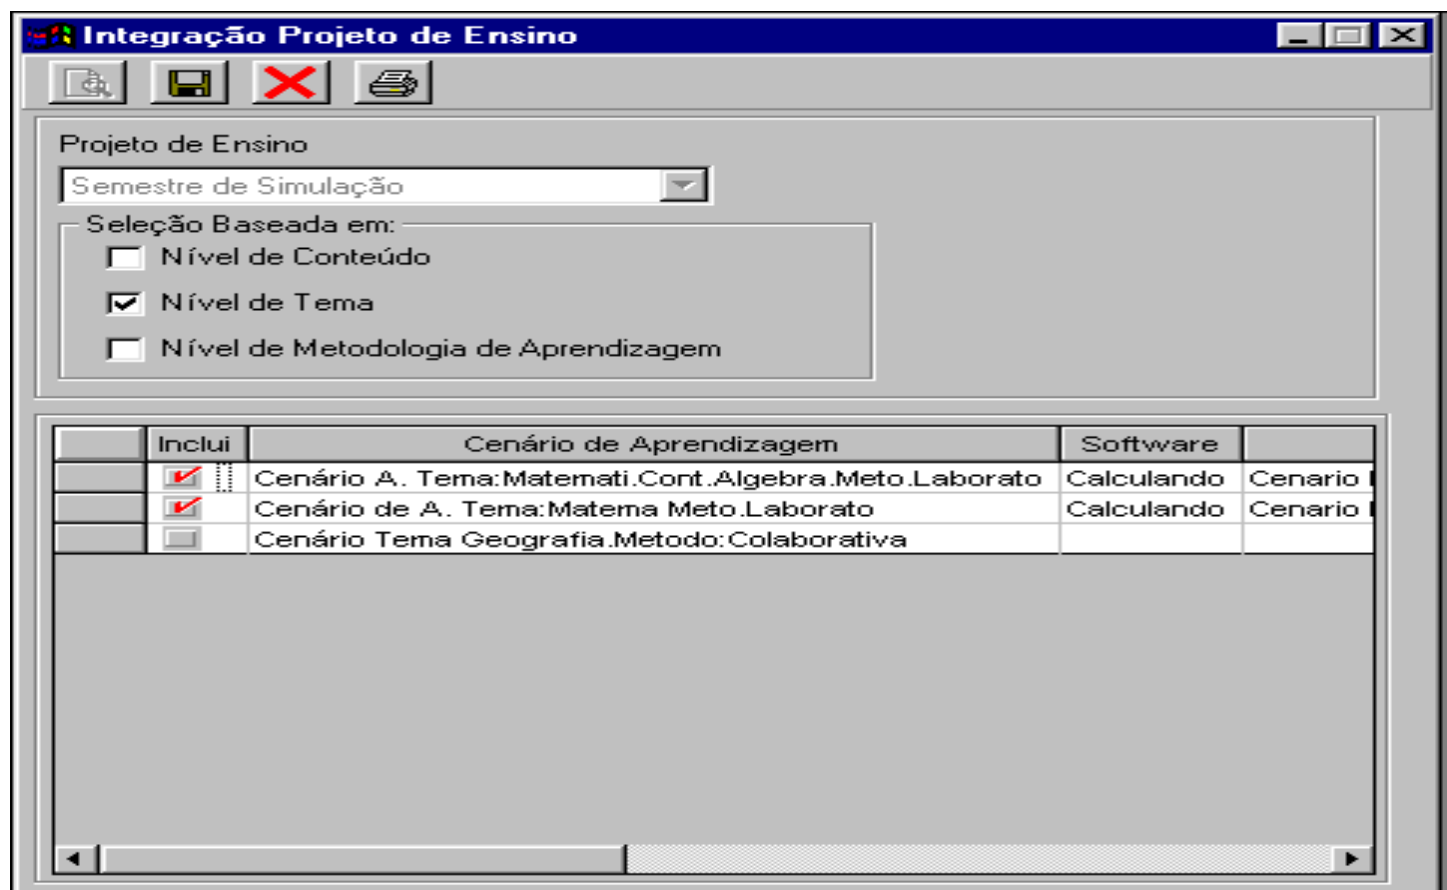 Integração Projeto de Ensino
Projeto de Ensino
Semestre de Simulação
Seleção Baseada em:
Nível de Conteúdo
Nível de Tema
Nível de Metodologia de Aprendizagem
Inclui Cenário de Aprendizagem Software
Cenário A. Tema:Matemati.Cont.Algebra.Meto.Laborato Calculando Cenario
Cenário de A. Tema:Matema Meto.Laborato Calculando Cenario
Cenário Tema Geografia.Metodo:Colaborativa